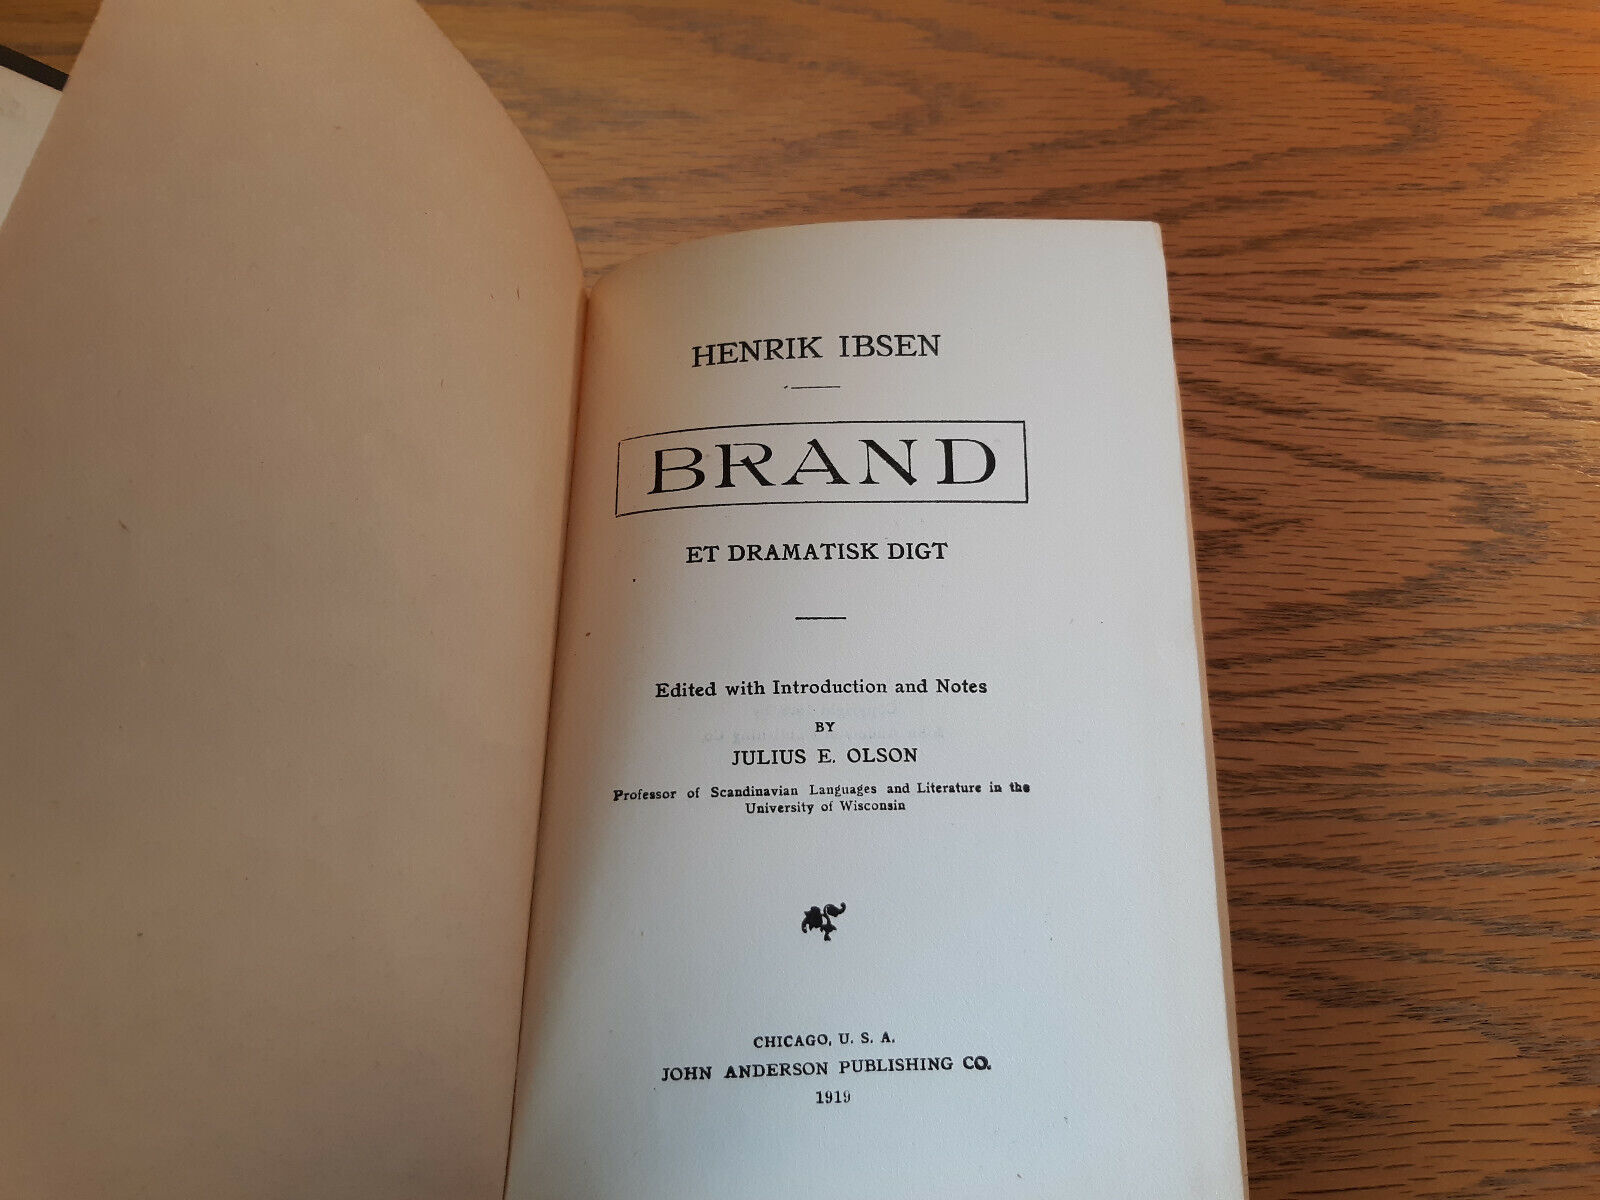 HENRIK IBSEN
BRAND
ET DRAMATISK DIGT
Edited with Introduction and Notes
BY
JULIUS E. OLSON
Professor of Scandinavian Languages and Literature in the
University of Wisconsin
CHICAGO, U. S. A.
JOHN ANDERSON PUBLISHING CO.
1919